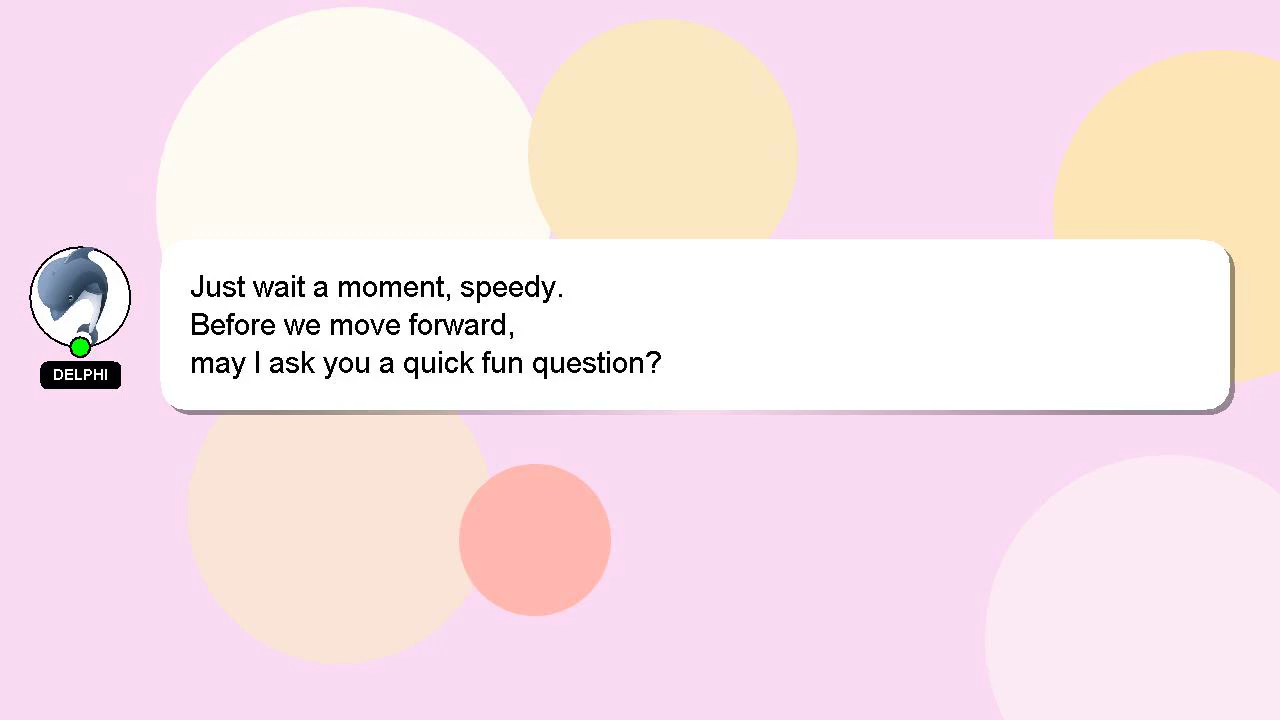 Just wait a moment, speedy.
Before we move forward,
may I ask you a quick fun question?
DELPHI